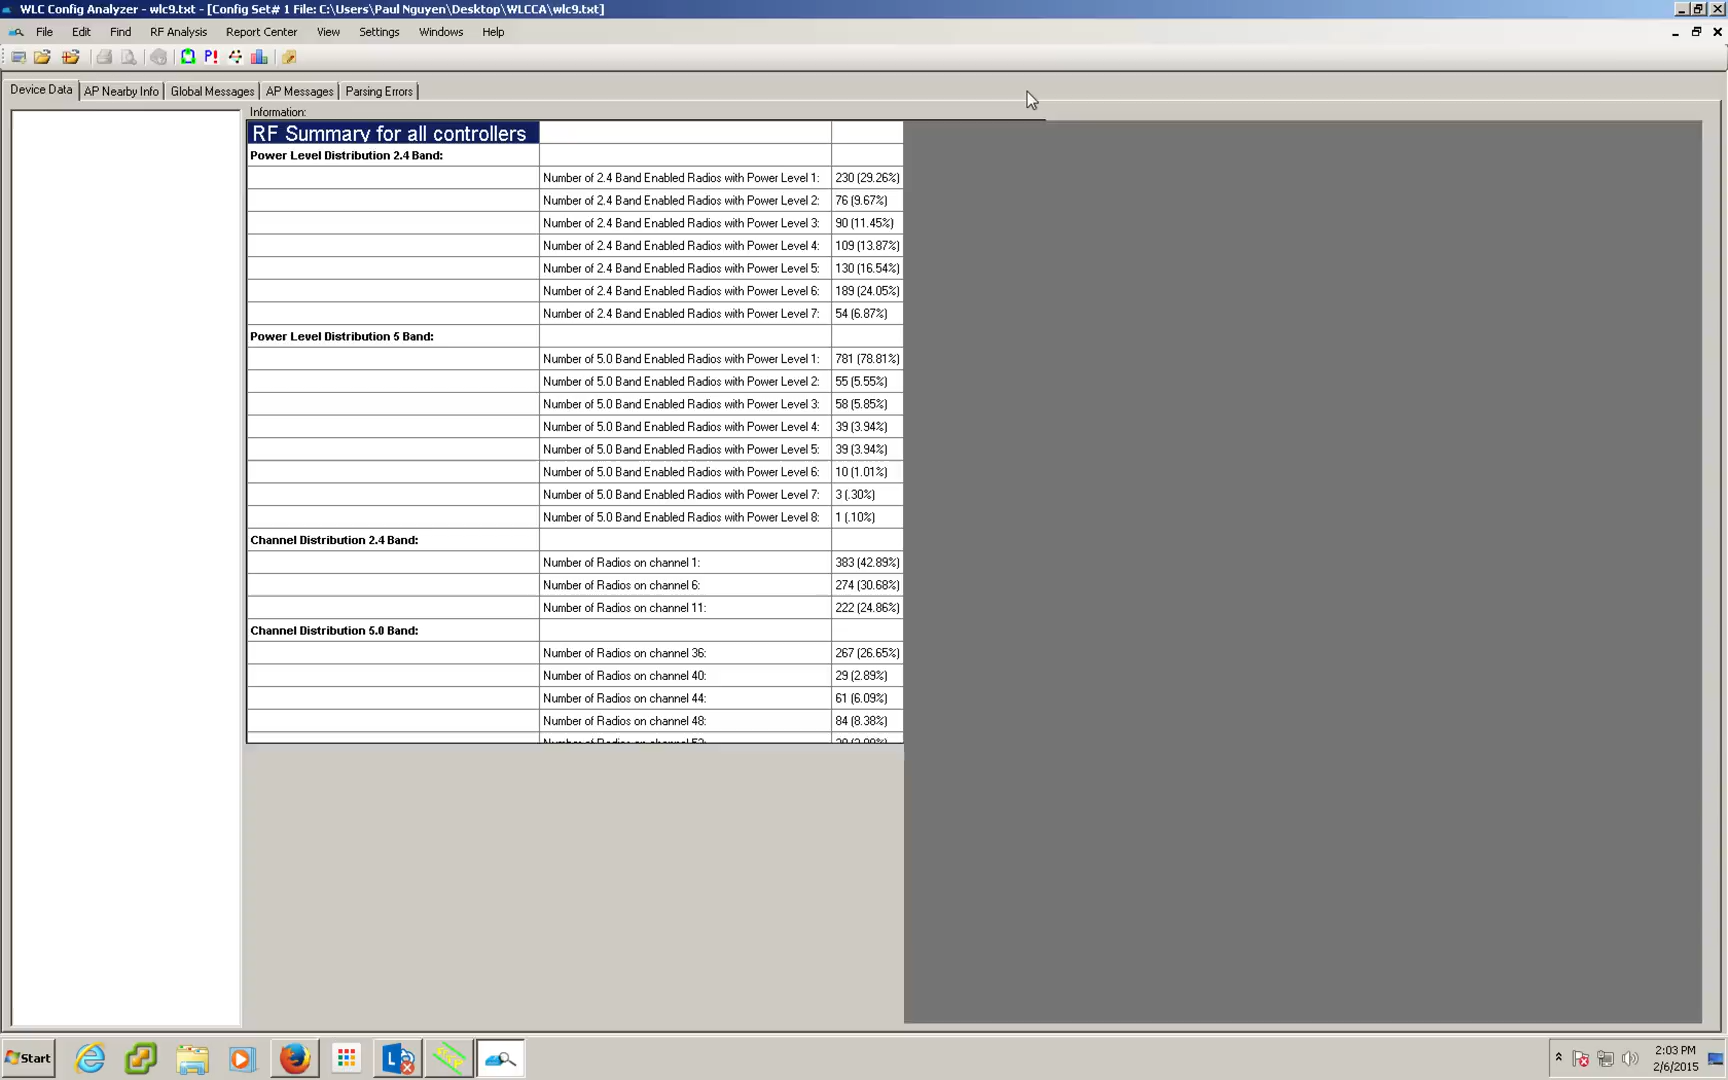 WLC Config Analyzer - wlc9.txt - [Config Set# 1 File: C:\Users\Paul Nguyen\Desktop\WLCCA\wlc9.txt]
File Edit Find RF Analysis Report Center View Settings Windows Help
P!
Device Data AP Nearby Info Global Messages AP Messages Parsing Errors
Information:
RF Summary for all controllers
Power Level Distribution 2.4 Band:
Number of 2.4 Band Enabled Radios with Power Level 1: 230 (29.26%)
Number of 2.4 Band Enabled Radios with Power Level 2: 76 (9.67%)
Number of 2.4 Band Enabled Radios with Power Level 3: 90 (11.45%)
Number of 2.4 Band Enabled Radios with Power Level 4: 109 (13.87%)
Number of 2.4 Band Enabled Radios with Power Level 5: 130 (16.54%)
Number of 2.4 Band Enabled Radios with Power Level 6: 189 (24.05%)
Number of 2.4 Band Enabled Radios with Power Level 7: 54 (6.87%)
Power Level Distribution 5 Band:
Number of 5.0 Band Enabled Radios with Power Level 1: 781 (78.81%)
Number of 5.0 Band Enabled Radios with Power Level 2: 55 (5.55%)
Number of 5.0 Band Enabled Radios with Power Level 3: 58 (5.85%)
Number of 5.0 Band Enabled Radios with Power Level 4: 39 (3.94%)
Number of 5.0 Band Enabled Radios with Power Level 5: 39 (3.94%)
Number of 5.0 Band Enabled Radios with Power Level 6: 10 (1.01%)
Number of 5.0 Band Enabled Radios with Power Level 7: 3 (.30%)
Number of 5.0 Band Enabled Radios with Power Level 8: 1 (.10%)
Channel Distribution 2.4 Band:
Number of Radios on channel 1: 383 (42.89%)
Number of Radios on channel 6: 274 (30.68%)
Number of Radios on channel 11: 222 (24.86%)
Channel Distribution 5.0 Band:
Number of Radios on channel 36: 267 (26.65%)
Number of Radios on channel 40: 29 (2.89%)
Number of Radios on channel 44: 61 (6.09%)
Number of Radios on channel 48: 84 (8.38%)
Number of Radios on channel
Start
2:03 PM
2/6/2015